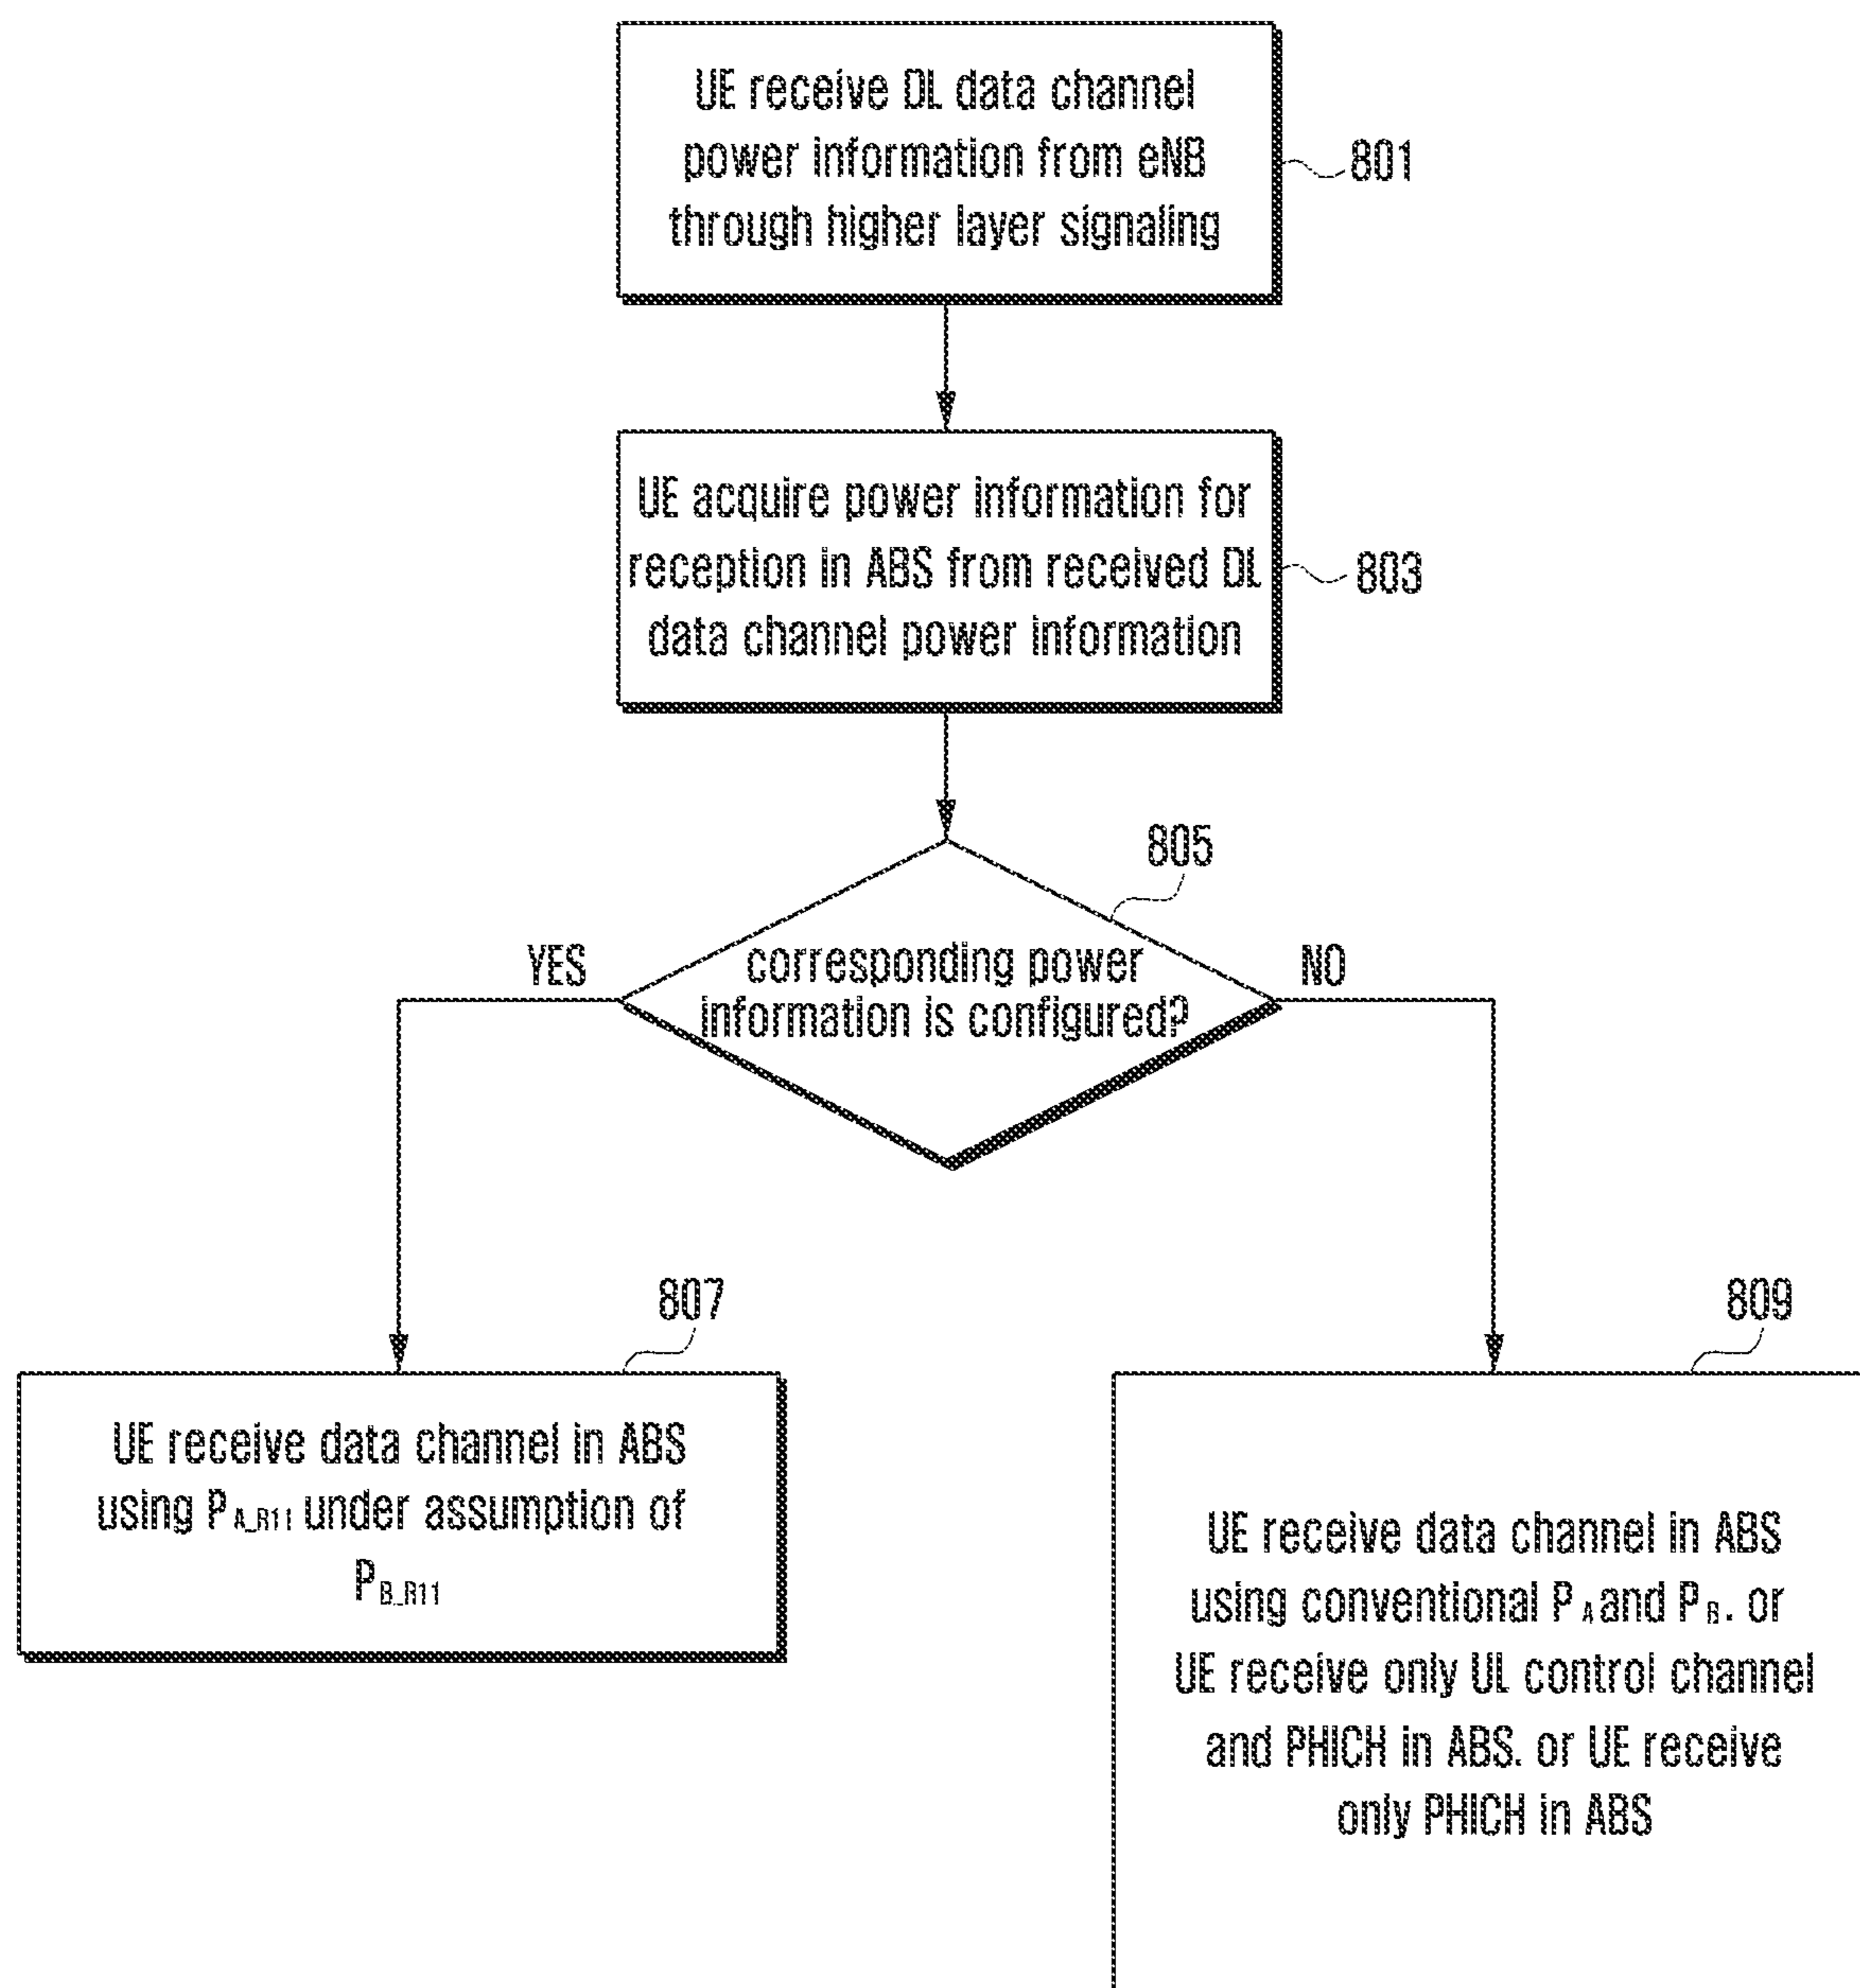 UE receive DL data channel
power information from eNB
through higher layer signaling
801
UE acquire power information for
reception in ABS from received DL
data channel power information
803
805
YES
corresponding power
information is configured?
NO
807
UE receive data channel in ABS
using PA_R11 under assumption of
PB_R11
809
UE receive data channel in ABS
using conventional PA and PB. or
UE receive only UL control channel
and PHICH in ABS. or UE receive
only PHICH in ABS